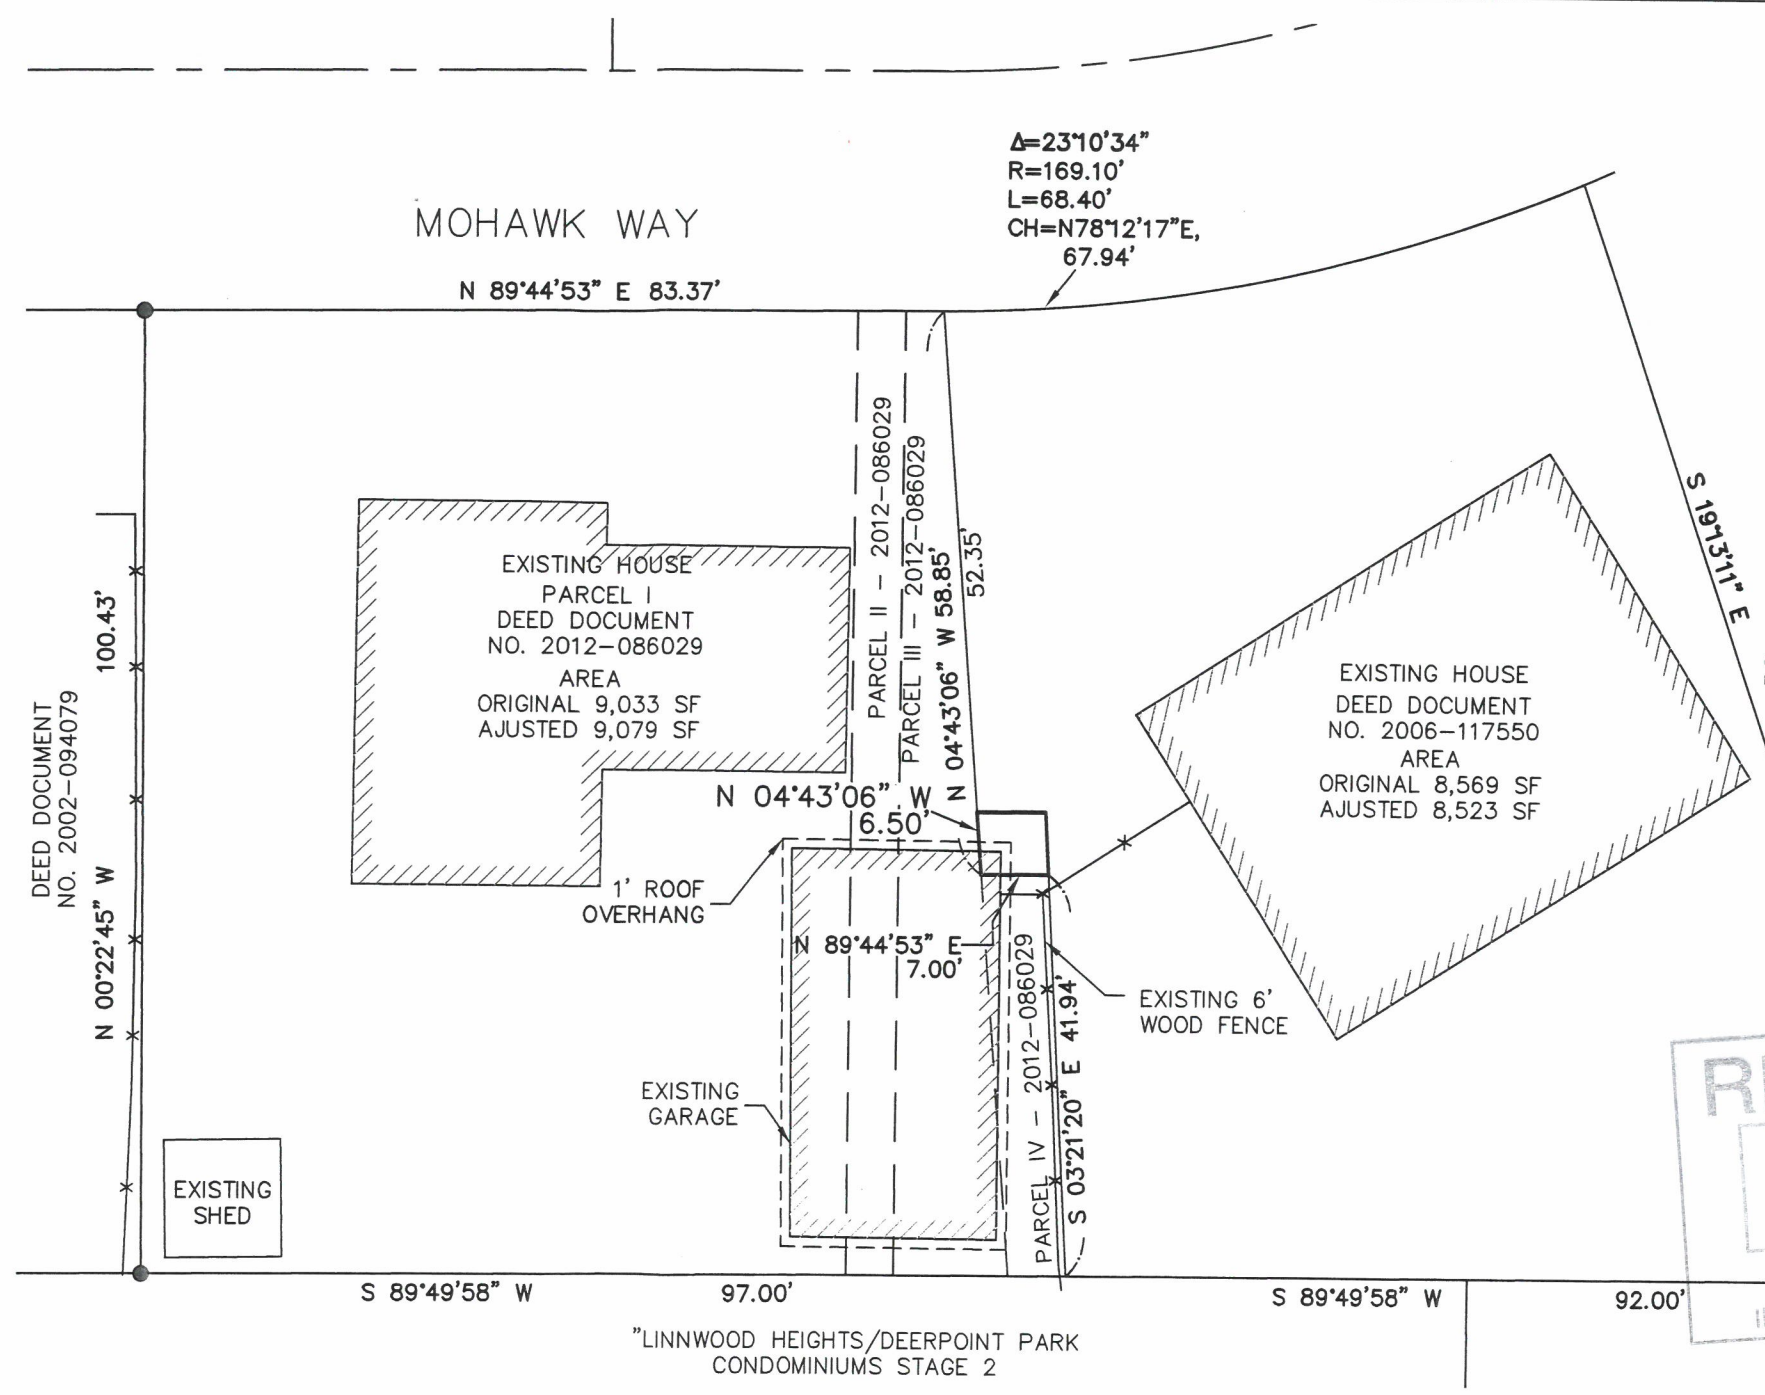 Δ=23°10'34"
R=169.10'
L=68.40'
CH=N78°12'17"E,
67.94'
MOHAWK WAY
N 89°44'53" E 83.37'
PARCEL II - 2012-086029
PARCEL III - 2012-086029
N 04°43'06" W 58.85'
52.35'
S 19°13'11" E
EXISTING HOUSE
PARCEL I
DEED DOCUMENT
NO. 2012-086029
AREA
ORIGINAL 9,033 SF
AJUSTED 9,079 SF
EXISTING HOUSE
DEED DOCUMENT
NO. 2006-117550
AREA
ORIGINAL 8,569 SF
AJUSTED 8,523 SF
DEED DOCUMENT
NO. 2002-094079
N 00°22'45" W 100.43'
N 04°43'06" W
6.50'
1' ROOF
OVERHANG
N 89°44'53" E
7.00'
PARCEL IV - 2012-086029
S 03°21'20" E 41.94'
EXISTING 6'
WOOD FENCE
EXISTING
GARAGE
EXISTING
SHED
S 89°49'58" W 97.00'
S 89°49'58" W 92.00'
"LINNWOOD HEIGHTS/DEERPOINT PARK
CONDOMINIUMS STAGE 2